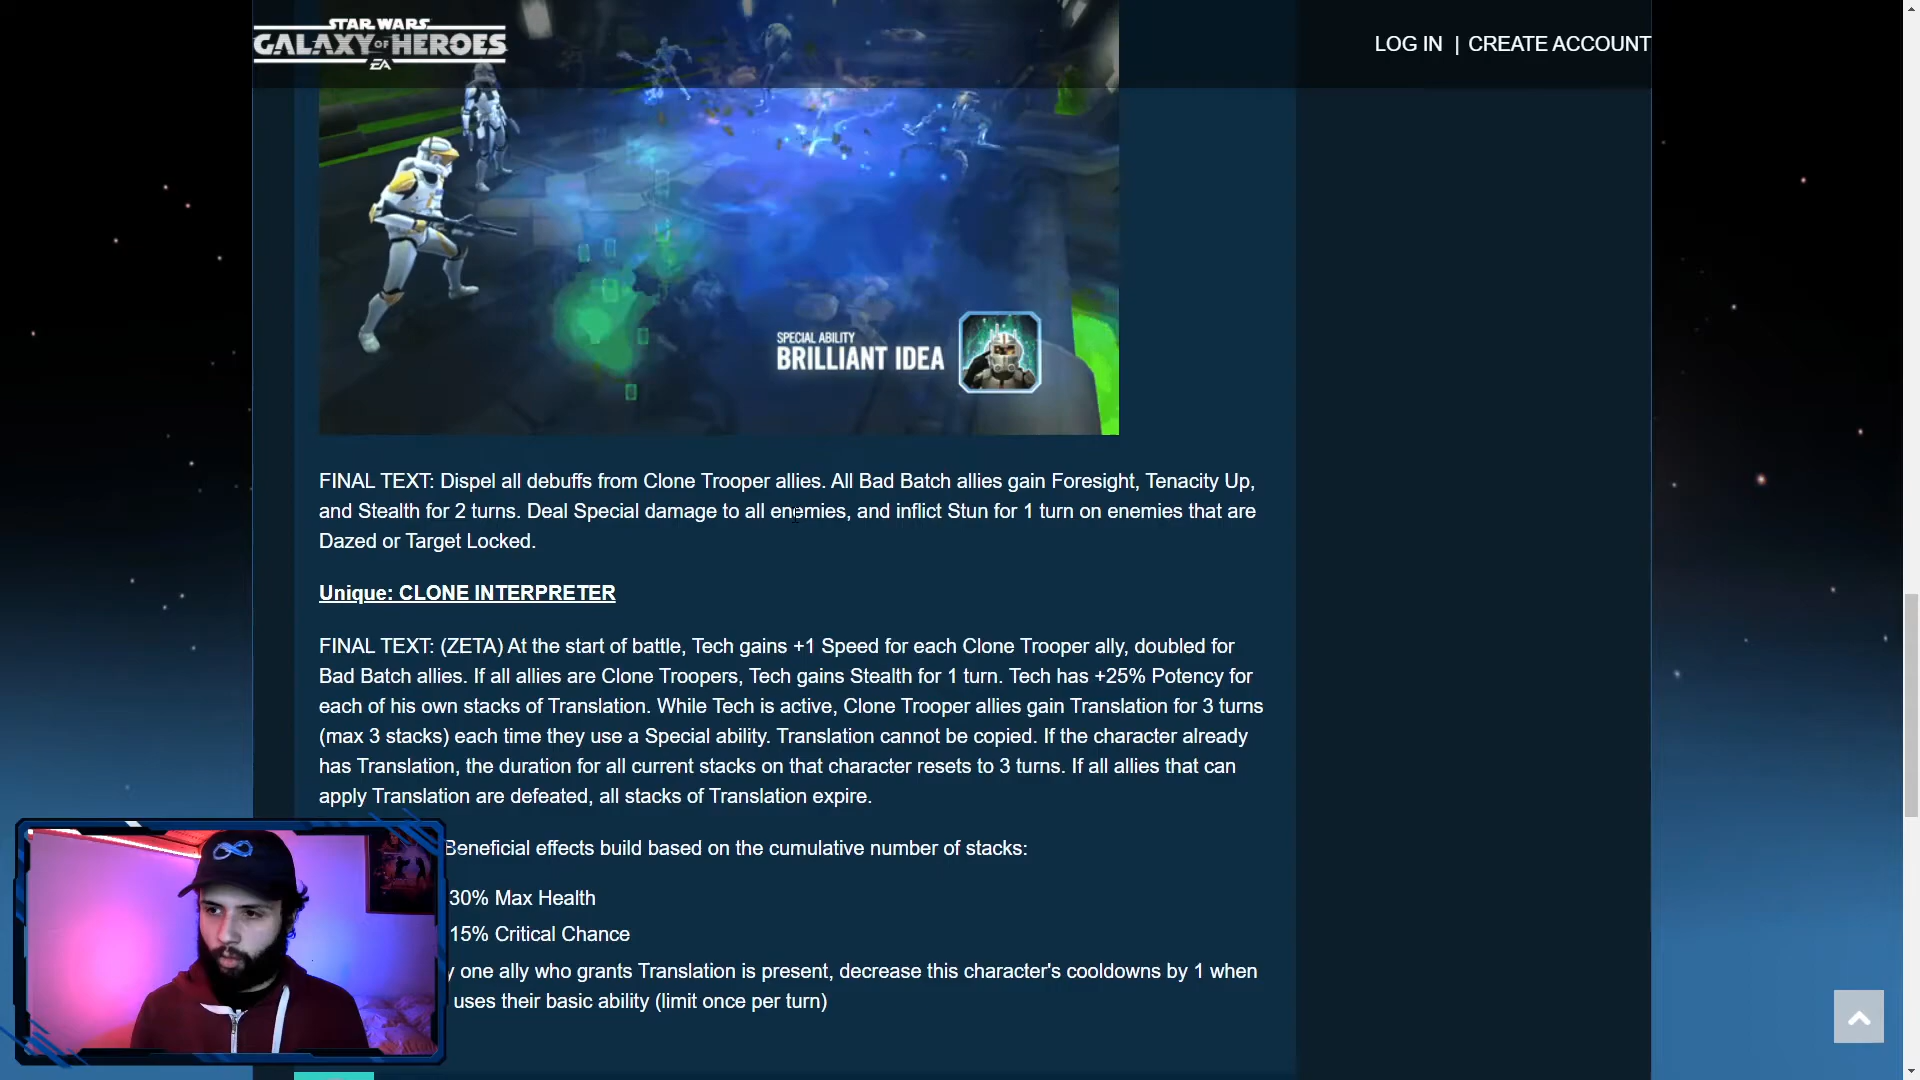 STAR WARS
GALAXY OF HEROES
EA
LOG IN | CREATE ACCOUNT
SPECIAL ABILITY
BRILLIANT IDEA
FINAL TEXT: Dispel all debuffs from Clone Trooper allies. All Bad Batch allies gain Foresight, Tenacity Up,
and Stealth for 2 turns. Deal Special damage to all enemies, and inflict Stun for 1 turn on enemies that are
Dazed or Target Locked.
Unique: CLONE INTERPRETER
FINAL TEXT: (ZETA) At the start of battle, Tech gains +1 Speed for each Clone Trooper ally, doubled for
Bad Batch allies. If all allies are Clone Troopers, Tech gains Stealth for 1 turn. Tech has +25% Potency for
each of his own stacks of Translation. While Tech is active, Clone Trooper allies gain Translation for 3 turns
(max 3 stacks) each time they use a Special ability. Translation cannot be copied. If the character already
has Translation, the duration for all current stacks on that character resets to 3 turns. If all allies that can
apply Translation are defeated, all stacks of Translation expire.
Beneficial effects build based on the cumulative number of stacks:
30% Max Health
15% Critical Chance
y one ally who grants Translation is present, decrease this character's cooldowns by 1 when
uses their basic ability (limit once per turn)